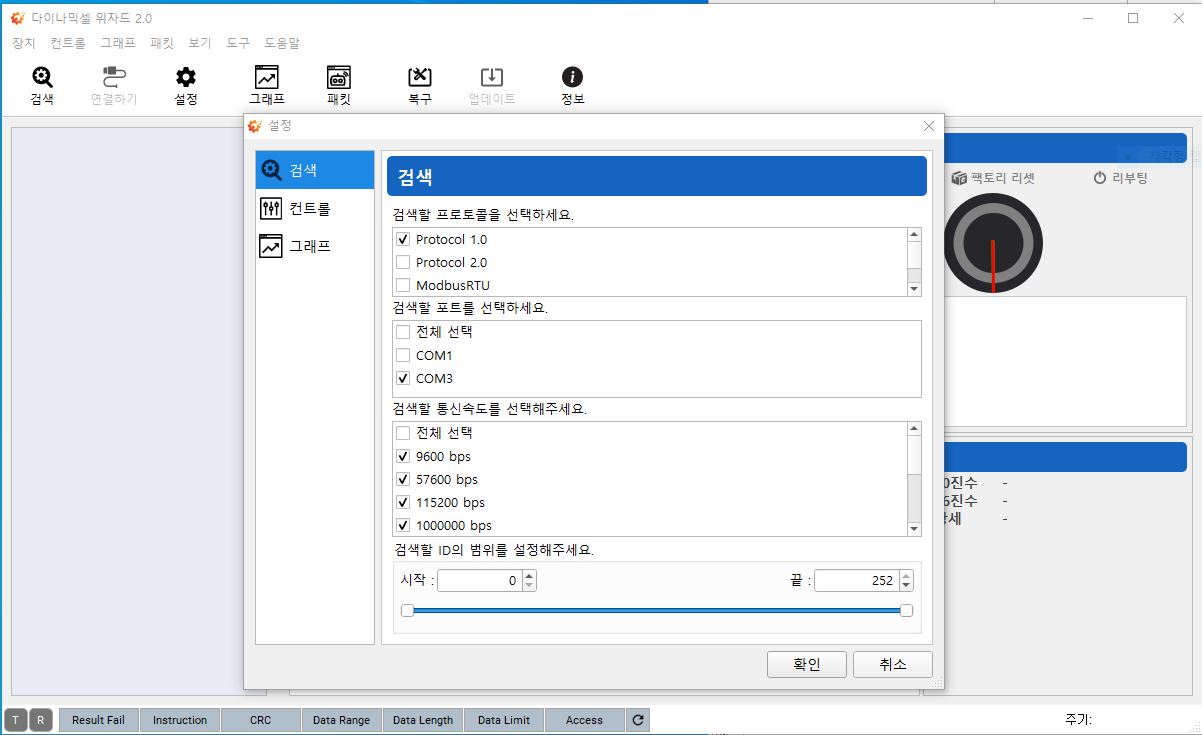 다이나믹셀 위자드 2.0
장치 컨트롤 그래프 패킷 보기 도구 도움말
검색 연결하기 설정 그래프 패킷 복구 업데이트 정보
설정
검색
컨트롤
그래프
검색
검색할 프로토콜을 선택하세요.
Protocol 1.0
Protocol 2.0
ModbusRTU
검색할 포트를 선택하세요.
전체 선택
COM1
COM3
검색할 통신속도를 선택해주세요.
전체 선택
9600 bps
57600 bps
115200 bps
1000000 bps
검색할 ID의 범위를 설정해주세요.
시작 : 0 끝 : 252
확인 취소
팩토리 리셋 리부팅
진수 -
진수 -
세 -
T R Result Fail Instruction CRC Data Range Data Length Data Limit Access
주기: